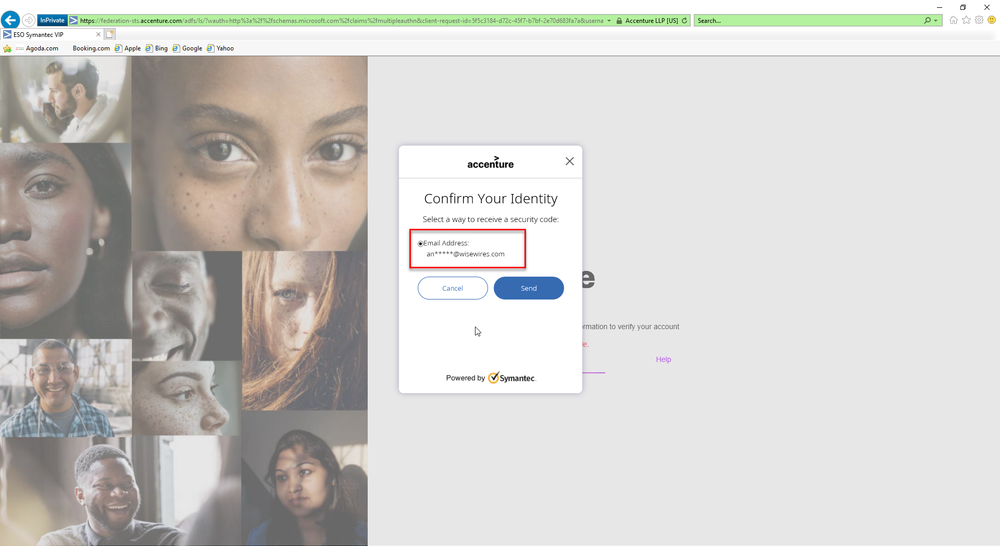 InPrivate
https://federation-sts.accenture.com/adfs/ls/?wauth=http%3a%2f%2fschemas.microsoft.com%2fclaims%2fmultipleauthn&client-request-id=5f5c3184-d72c-45f7-b7bf-2e70d683fa7a&userna
Accenture LLP [US]
Search...
ESO Symantec VIP
Agoda.com
Booking.com
Apple
Bing
Google
Yahoo
accenture
Confirm Your Identity
Select a way to receive a security code:
Email Address:
an*****@wisewires.com
Cancel
Send
e
rmation to verify your account
le.
Help
Powered by Symantec.